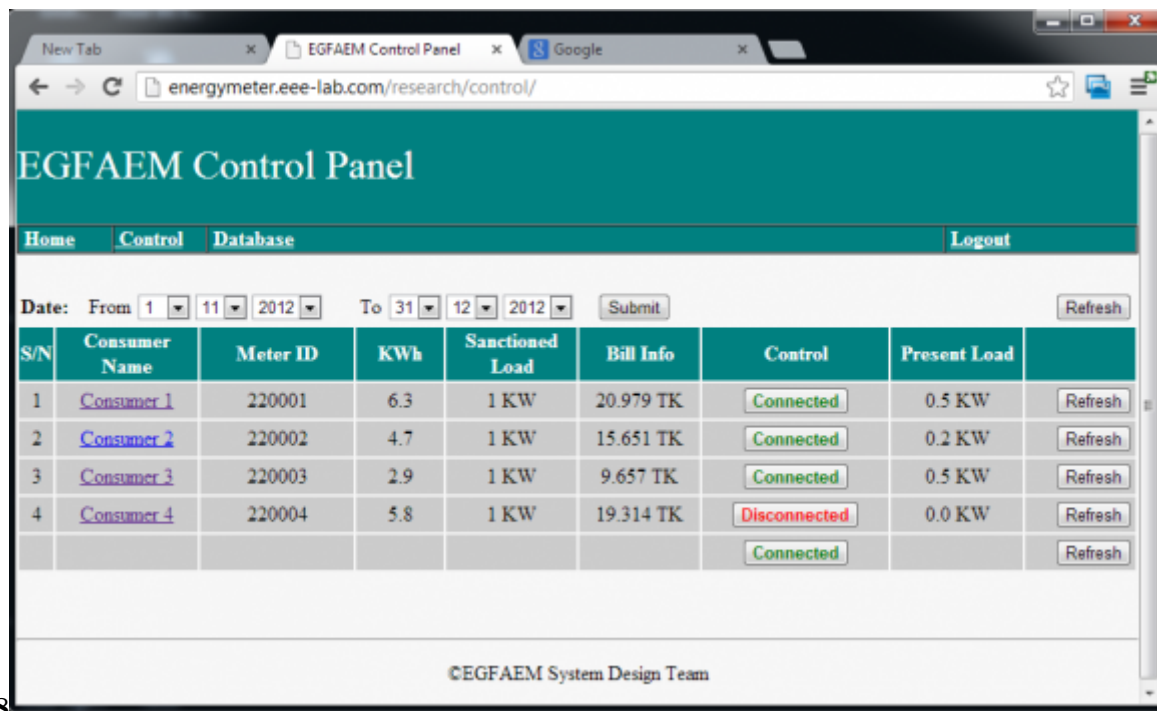 New Tab EGFAEM Control Panel Google
energymeter.eee-lab.com/research/control/
EGFAEM Control Panel
Home Control Database Logout
Date: From 1 11 2012 To 31 12 2012 Submit Refresh
S/N Consumer Name Meter ID KWh Sanctioned Load Bill Info Control Present Load
1 Consumer 1 220001 6.3 1 KW 20.979 TK Connected 0.5 KW Refresh
2 Consumer 2 220002 4.7 1 KW 15.651 TK Connected 0.2 KW Refresh
3 Consumer 3 220003 2.9 1 KW 9.657 TK Connected 0.5 KW Refresh
4 Consumer 4 220004 5.8 1 KW 19.314 TK Disconnected 0.0 KW Refresh
Connected Refresh
©EGFAEM System Design Team